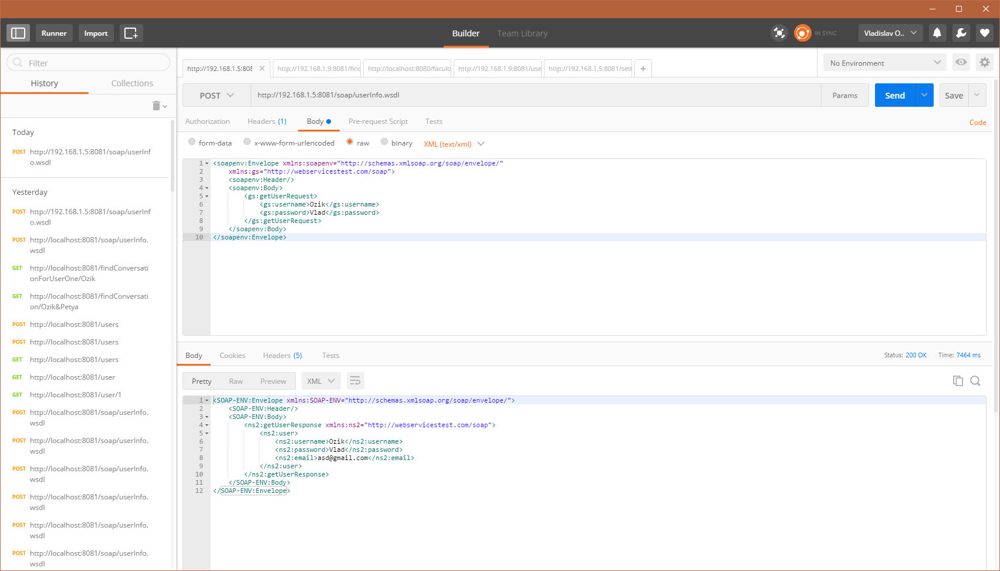 Runner
Import
Builder
Team Library
IN SYNC
Vladislav O..
Filter
History
Collections
Today
POST http://192.168.1.5:8081/soap/userInf
o.wsdl
Yesterday
POST http://192.168.1.5:8081/soap/userInf
o.wsdl
POST http://localhost:8081/soap/userInfo.
wsdl
GET http://localhost:8081/findConversati
onForUserOne/Ozik
GET http://localhost:8081/findConversati
on/Ozik&Petya
POST http://localhost:8081/users
POST http://localhost:8081/users
GET http://localhost:8081/users
GET http://localhost:8081/user
GET http://localhost:8081/user/1
POST http://localhost:8081/soap/userInfo.
wsdl
POST http://localhost:8081/soap/userInfo.
wsdl
POST http://localhost:8081/soap/userInfo.
wsdl
POST http://localhost:8081/soap/userInfo.
wsdl
POST http://localhost:8081/soap/userInfo.
wsdl
POST http://localhost:8081/soap/userInfo.
wsdl
http://192.168.1.5:808
http://192.168.1.9:8081/find
http://localhost:8080/faculti
http://192.168.1.9:8081/use
http://192.168.1.5:8081/set
+
No Environment
POST
http://192.168.1.5:8081/soap/userInfo.wsdl
Params
Send
Save
Authorization
Headers (1)
Body
Pre-request Script
Tests
Code
form-data
x-www-form-urlencoded
raw
binary
XML (text/xml)
1 <soapenv:Envelope xmlns:soapenv="http://schemas.xmlsoap.org/soap/envelope/"
2 xmlns:gs="http://webservicestest.com/soap">
3 <soapenv:Header/>
4 <soapenv:Body>
5 <gs:getUserRequest>
6 <gs:username>Ozik</gs:username>
7 <gs:password>Vlad</gs:password>
8 </gs:getUserRequest>
9 </soapenv:Body>
10 </soapenv:Envelope>
Body
Cookies
Headers (5)
Tests
Status: 200 OK
Time: 7464 ms
Pretty
Raw
Preview
XML
1 <SOAP-ENV:Envelope xmlns:SOAP-ENV="http://schemas.xmlsoap.org/soap/envelope/">
2 <SOAP-ENV:Header/>
3 <SOAP-ENV:Body>
4 <ns2:getUserResponse xmlns:ns2="http://webservicestest.com/soap">
5 <ns2:user>
6 <ns2:username>Ozik</ns2:username>
7 <ns2:password>Vlad</ns2:password>
8 <ns2:email>asd@gmail.com</ns2:email>
9 </ns2:user>
10 </ns2:getUserResponse>
11 </SOAP-ENV:Body>
12 </SOAP-ENV:Envelope>